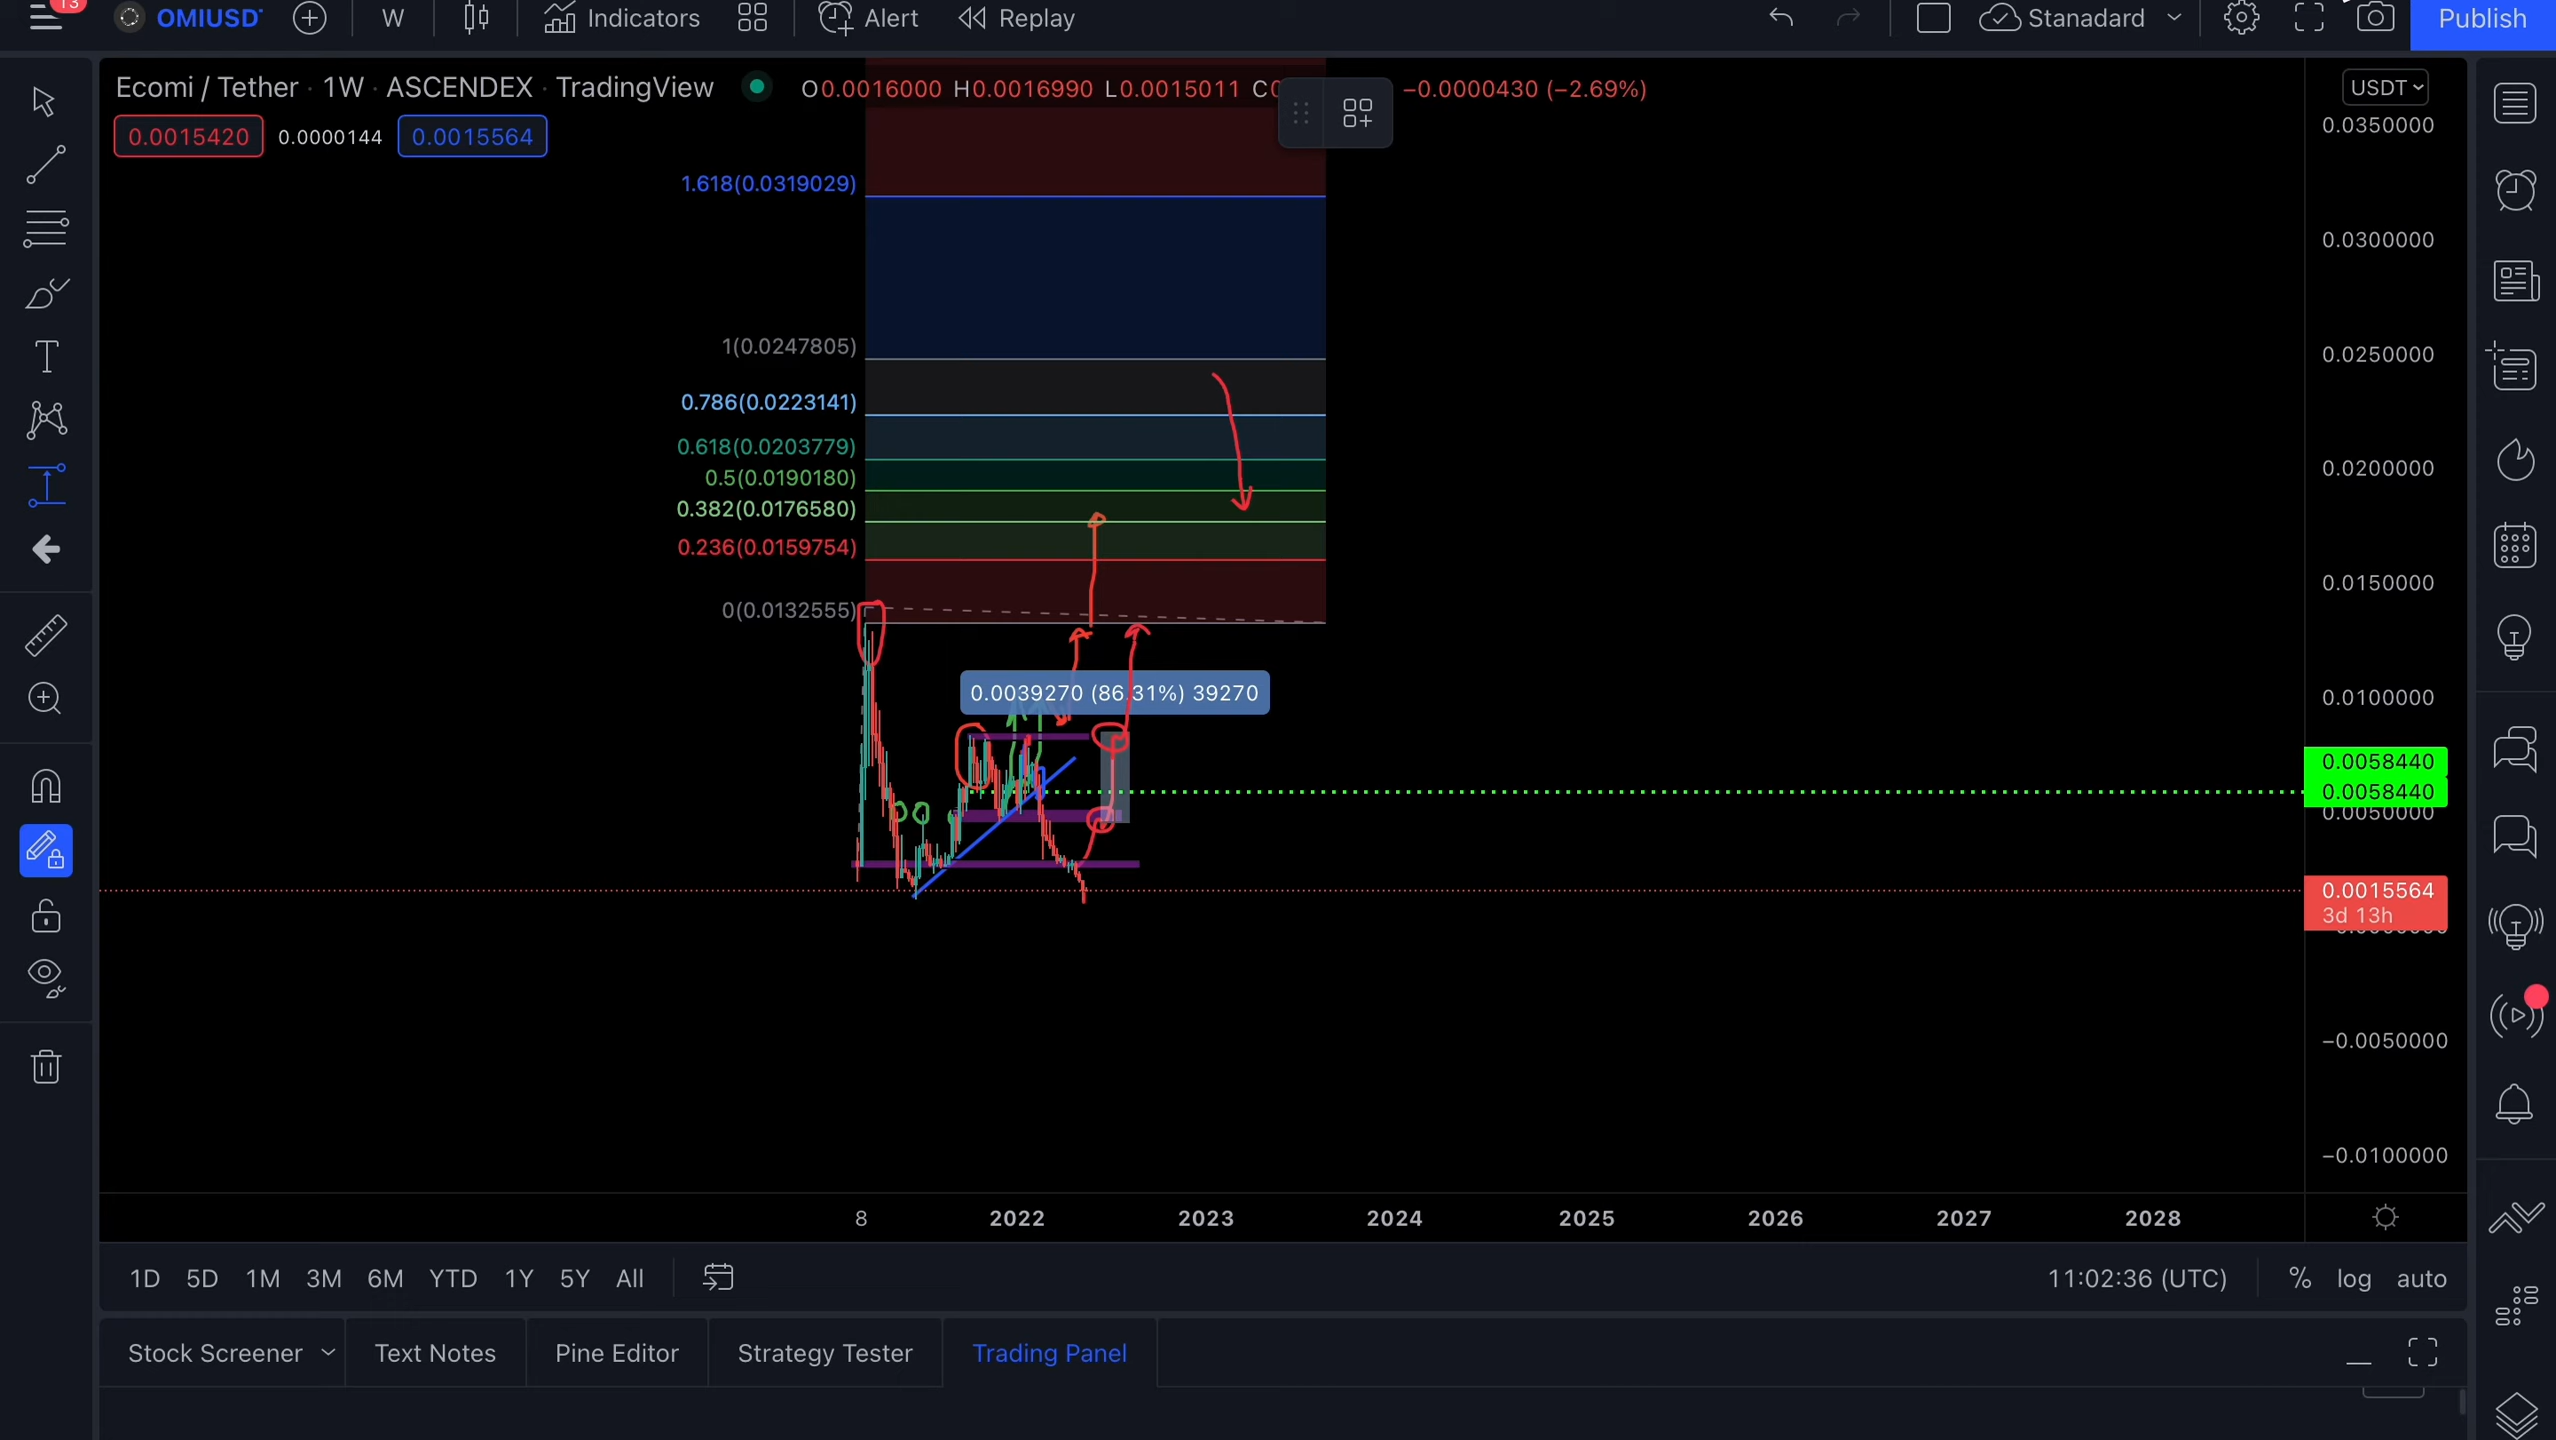 13
OMIUSD
W
Indicators
Alert
Replay
Stanadard
Publish
Ecomi / Tether · 1W · ASCENDEX · TradingView
O0.0016000 H0.0016990 L0.0015011 C0
−0.0000430 (−2.69%)
USDT
0.0015420
0.0000144
0.0015564
1.618(0.0319029)
1(0.0247805)
0.786(0.0223141)
0.618(0.0203779)
0.5(0.0190180)
0.382(0.0176580)
0.236(0.0159754)
0(0.0132555)
0.0039270 (86.31%) 39270
0.0350000
0.0300000
0.0250000
0.0200000
0.0150000
0.0100000
0.0058440
0.0058440
0.0050000
0.0015564
3d 13h
−0.0050000
−0.0100000
8
2022
2023
2024
2025
2026
2027
2028
1D
5D
1M
3M
6M
YTD
1Y
5Y
All
11:02:36 (UTC)
%
log
auto
Stock Screener
Text Notes
Pine Editor
Strategy Tester
Trading Panel